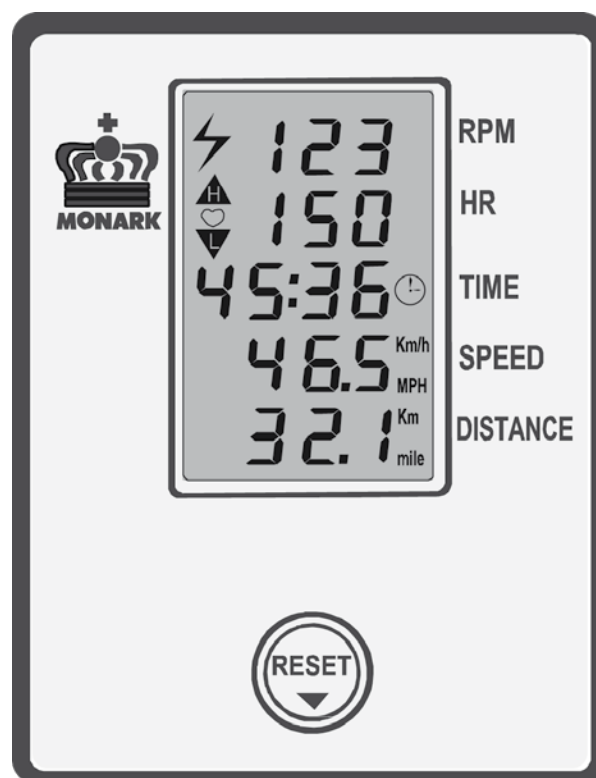 123 RPM
H
150 HR
L
MONARK
45:36 TIME
46.5 Km/h SPEED
MPH
32.1 Km DISTANCE
mile
RESET